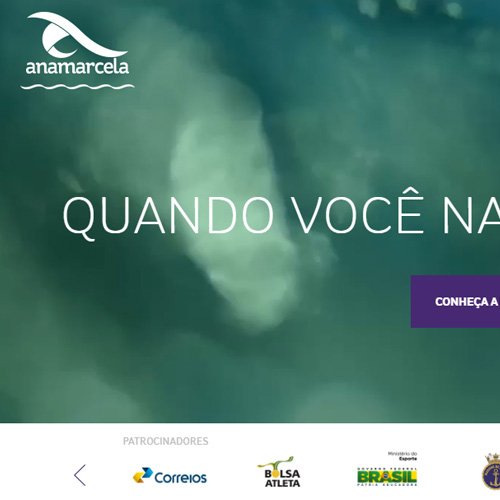 anamarcela
QUANDO VOCÊ NA
CONHEÇA A
PATROCINADORES
Correios
BOLSA
ATLETA
Ministério do
Esporte
GOVERNO FEDERAL
BRASIL
PÁTRIA EDUCADORA